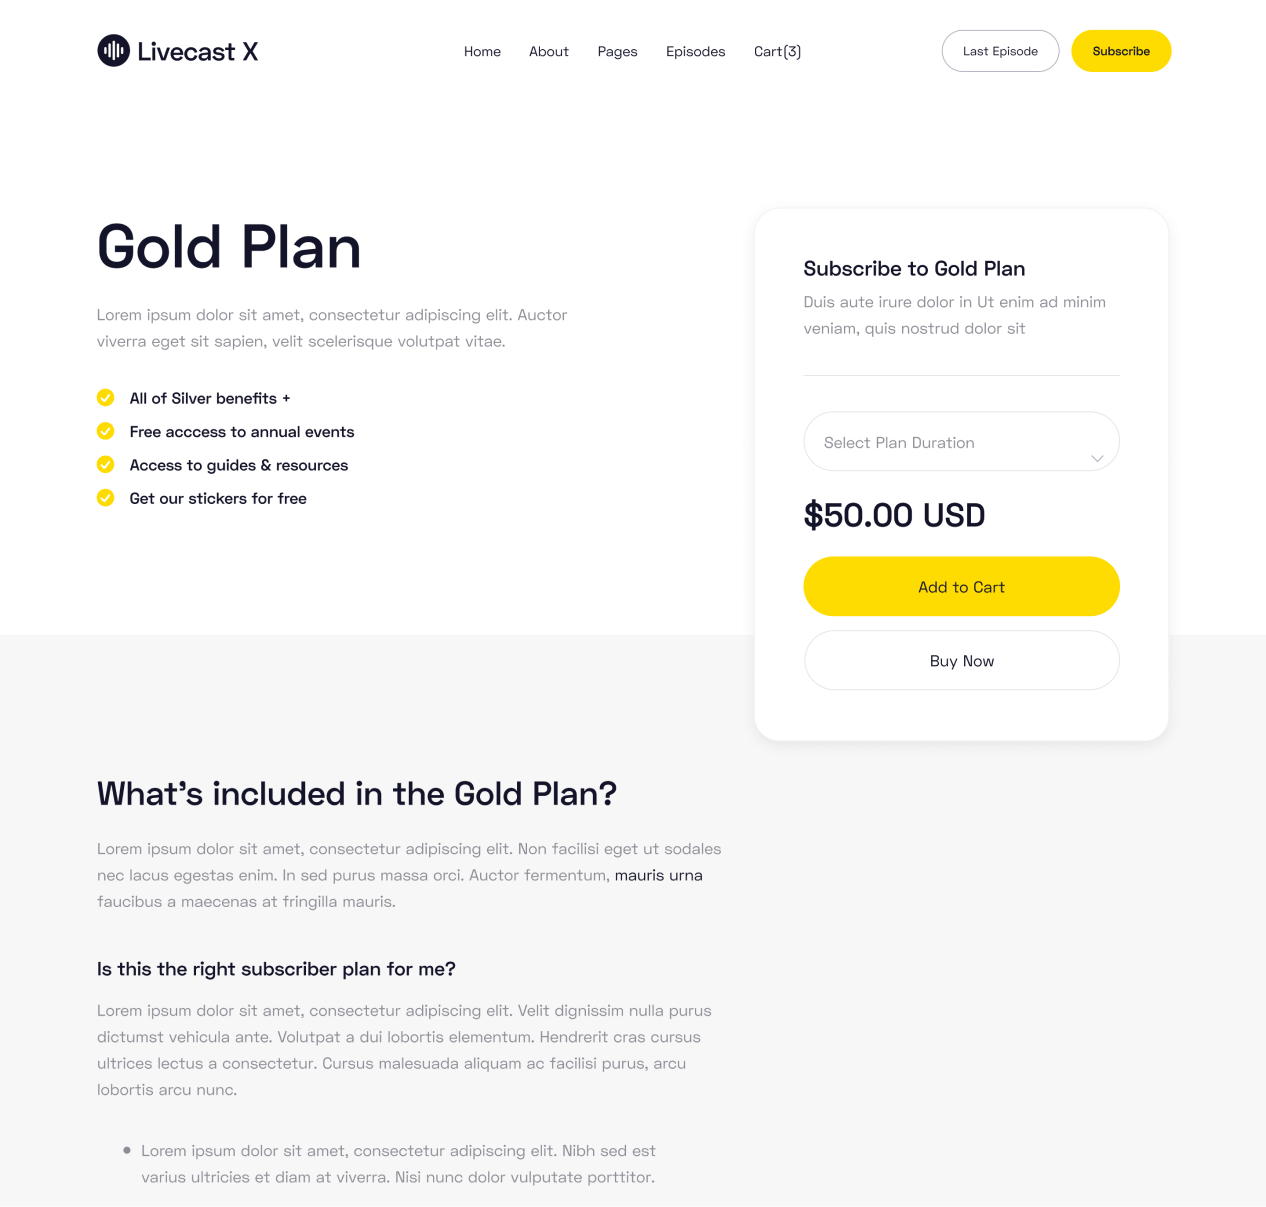 Livecast X
Home About Pages Episodes Cart(3)
Last Episode
Subscribe
Gold Plan
Lorem ipsum dolor sit amet, consectetur adipiscing elit. Auctor
viverra eget sit sapien, velit scelerisque volutpat vitae.
All of Silver benefits +
Free acccess to annual events
Access to guides & resources
Get our stickers for free
Subscribe to Gold Plan
Duis aute irure dolor in Ut enim ad minim
veniam, quis nostrud dolor sit
Select Plan Duration
$50.00 USD
Add to Cart
Buy Now
What's included in the Gold Plan?
Lorem ipsum dolor sit amet, consectetur adipiscing elit. Non facilisi eget ut sodales
nec lacus egestas enim. In sed purus massa orci. Auctor fermentum, mauris urna
faucibus a maecenas at fringilla mauris.
Is this the right subscriber plan for me?
Lorem ipsum dolor sit amet, consectetur adipiscing elit. Velit dignissim nulla purus
dictumst vehicula ante. Volutpat a dui lobortis elementum. Hendrerit cras cursus
ultrices lectus a consectetur. Cursus malesuada aliquam ac facilisi purus, arcu
lobortis arcu nunc.
Lorem ipsum dolor sit amet, consectetur adipiscing elit. Nibh sed est
varius ultricies et diam at viverra. Nisi nunc dolor vulputate porttitor.